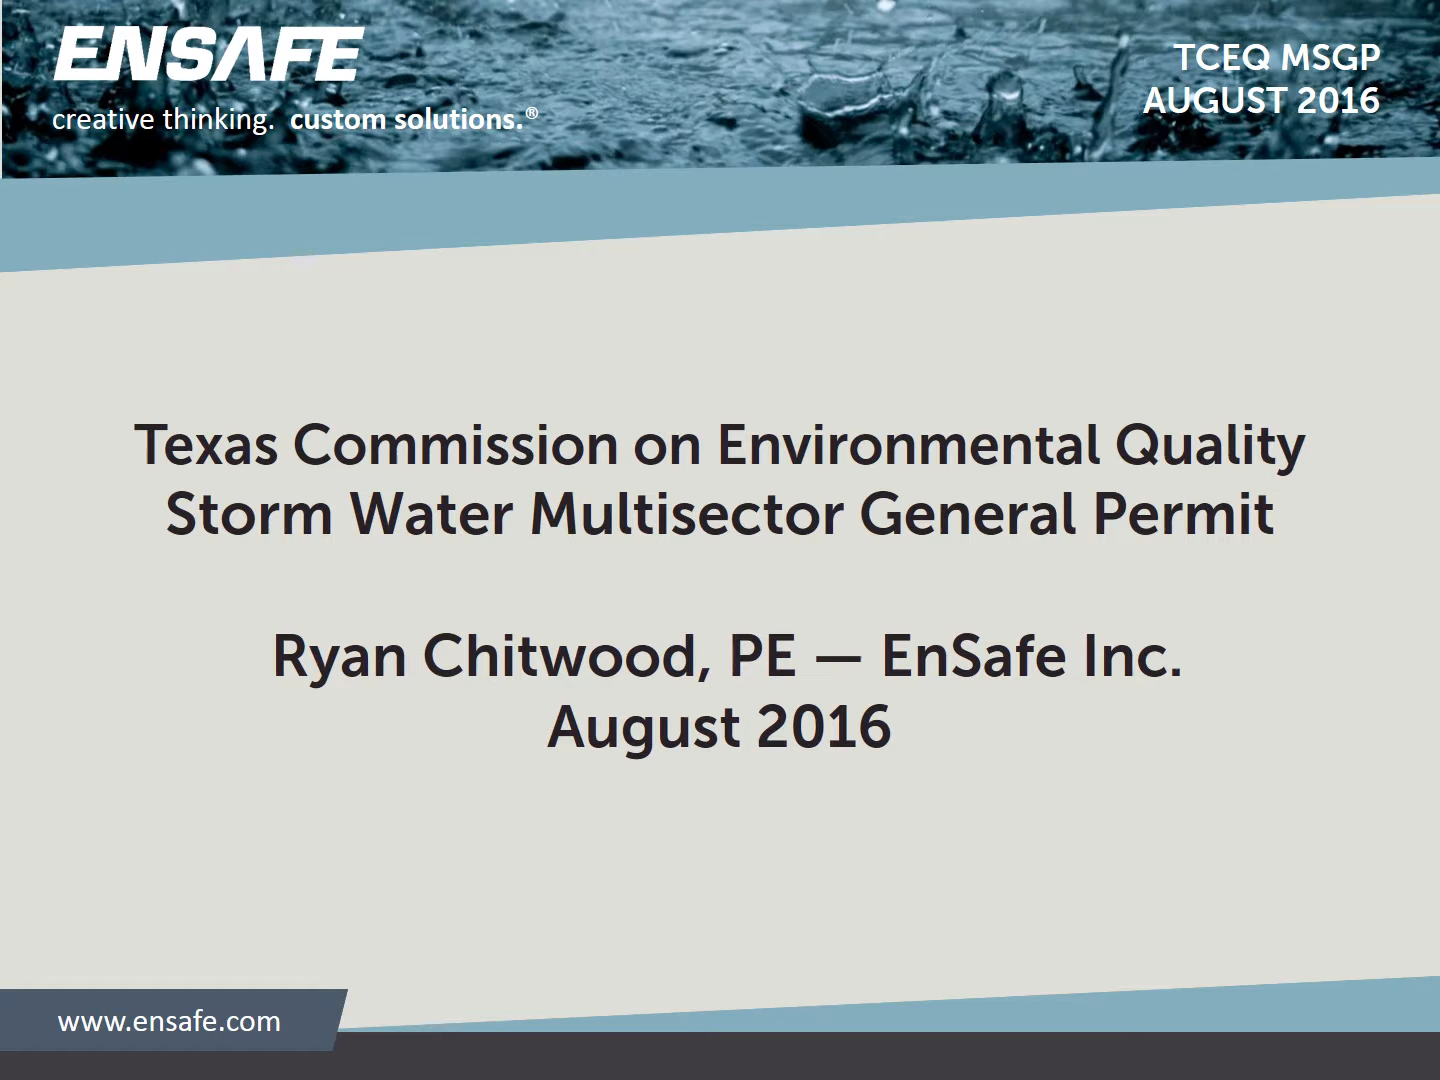 ENSAFE
creative thinking. custom solutions.®
TCEQ MSGP
AUGUST 2016
Texas Commission on Environmental Quality
Storm Water Multisector General Permit
Ryan Chitwood, PE — EnSafe Inc.
August 2016
www.ensafe.com